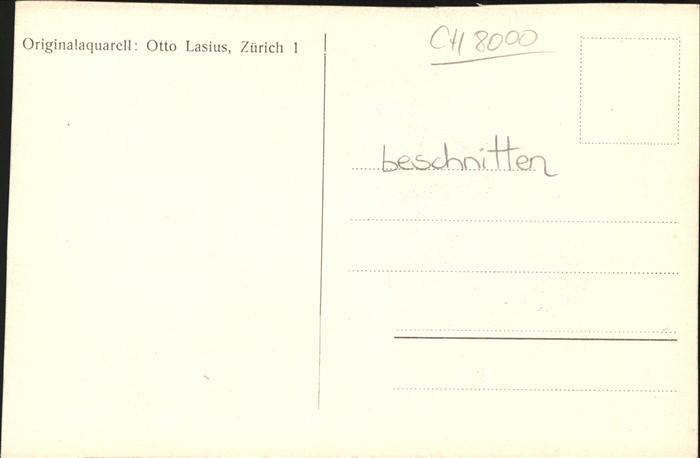 Originalaquarell: Otto Lasius, Zürich 1
CH 8000
beschnitten